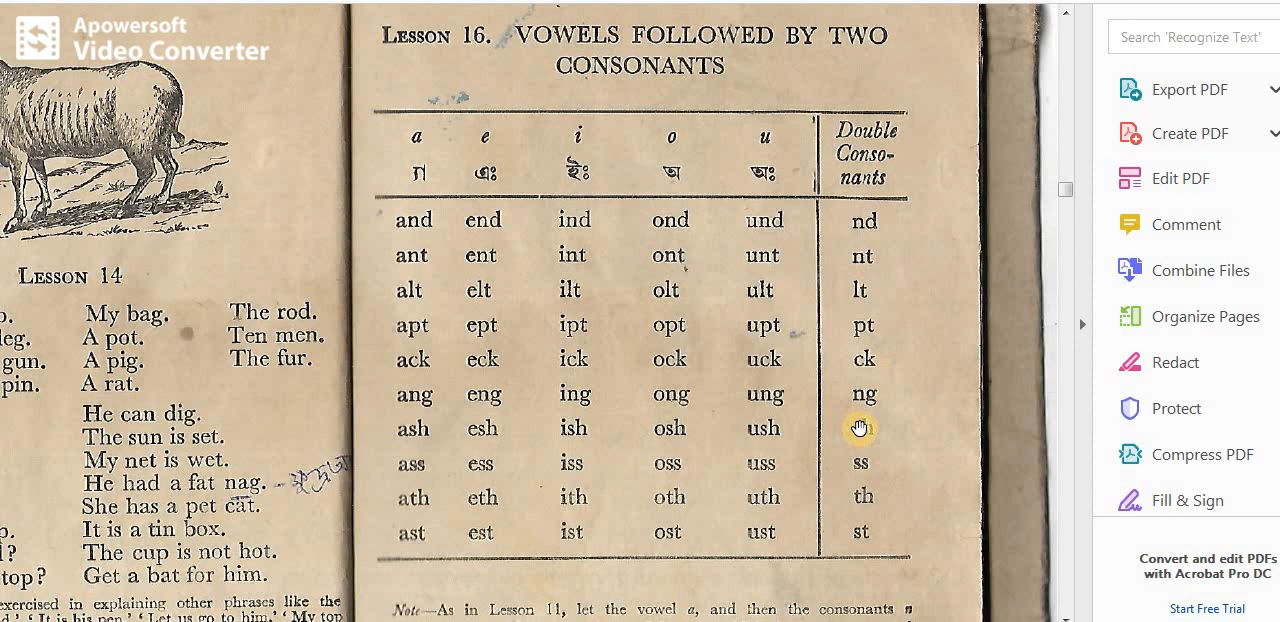 Apowersoft
Video Converter
LESSON 14
My bag. The rod.
leg. A pot. Ten men.
gun. A pig. The fur.
pin. A rat.
He can dig.
The sun is set.
My net is wet.
He had a fat nag.
She has a pet cat.
It is a tin box.
The cup is not hot.
top? Get a bat for him.
exercised in explaining other phrases like the
'It is his pen' 'Let us go to him.' 'My top
LESSON 16. VOWELS FOLLOWED BY TWO
CONSONANTS
a e i o u Double
Conso-
nants
এঃ ইঃ অ অঃ
and end ind ond und nd
ant ent int ont unt nt
alt elt ilt olt ult lt
apt ept ipt opt upt pt
ack eck ick ock uck ck
ang eng ing ong ung ng
ash esh ish osh ush
ass ess iss oss uss ss
ath eth ith oth uth th
ast est ist ost ust st
Note—As in Lesson 11, let the vowel a, and then the consonants n
Search 'Recognize Text'
Export PDF
Create PDF
Edit PDF
Comment
Combine Files
Organize Pages
Redact
Protect
Compress PDF
Fill & Sign
Convert and edit PDFs
with Acrobat Pro DC
Start Free Trial